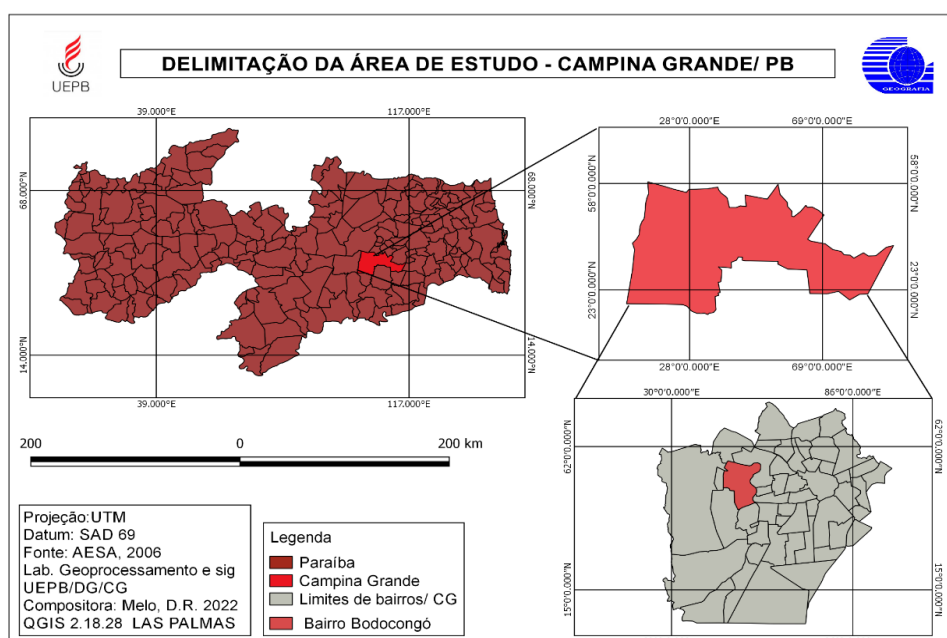 UEPB
DELIMITAÇÃO DA ÁREA DE ESTUDO - CAMPINA GRANDE/ PB
GEOGRAFIA
39.000°E 117.000°E
68.000°N 68.000°N
14.000°N 14.000°N
39.000°E 117.000°E
28°0'0.000"E 69°0'0.000"E
58°0'0.000"N 58°0'0.000"N
23°0'0.000"N 23°0'0.000"N
28°0'0.000"E 69°0'0.000"E
30°0'0.000"E 86°0'0.000"E
62°0'0.000"N 62°0'0.000"N
15°0'0.000"N 15°0'0.000"N
200 0 200 km
Projeção:UTM
Datum: SAD 69
Fonte: AESA, 2006
Lab. Geoprocessamento e sig
UEPB/DG/CG
Compositora: Melo, D.R. 2022
QGIS 2.18.28 LAS PALMAS
Legenda
Paraíba
Campina Grande
Limites de bairros/ CG
Bairro Bodocongó